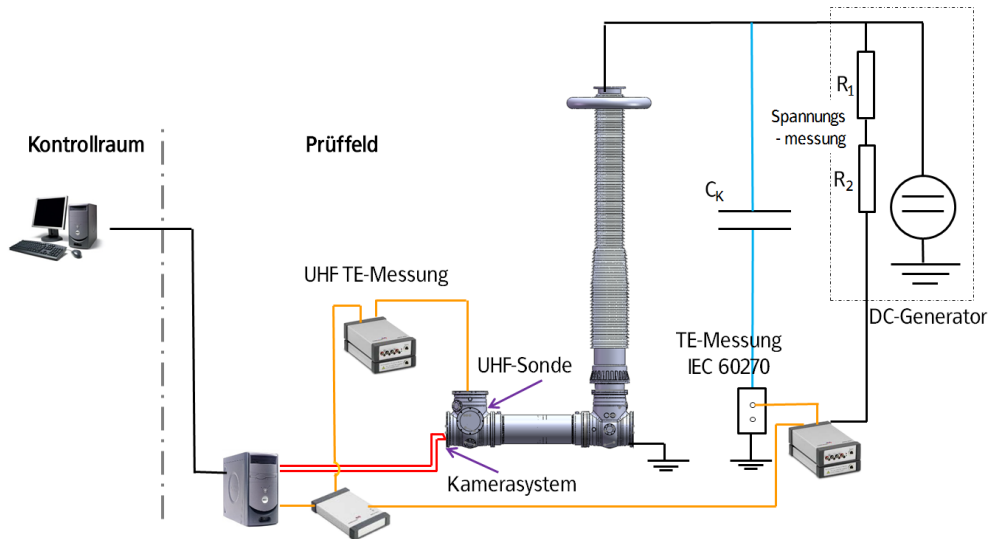 Kontrollraum
Prüffeld
R1
Spannungs
- messung
R2
CK
UHF TE-Messung
DC-Generator
TE-Messung
IEC 60270
UHF-Sonde
Kamerasystem